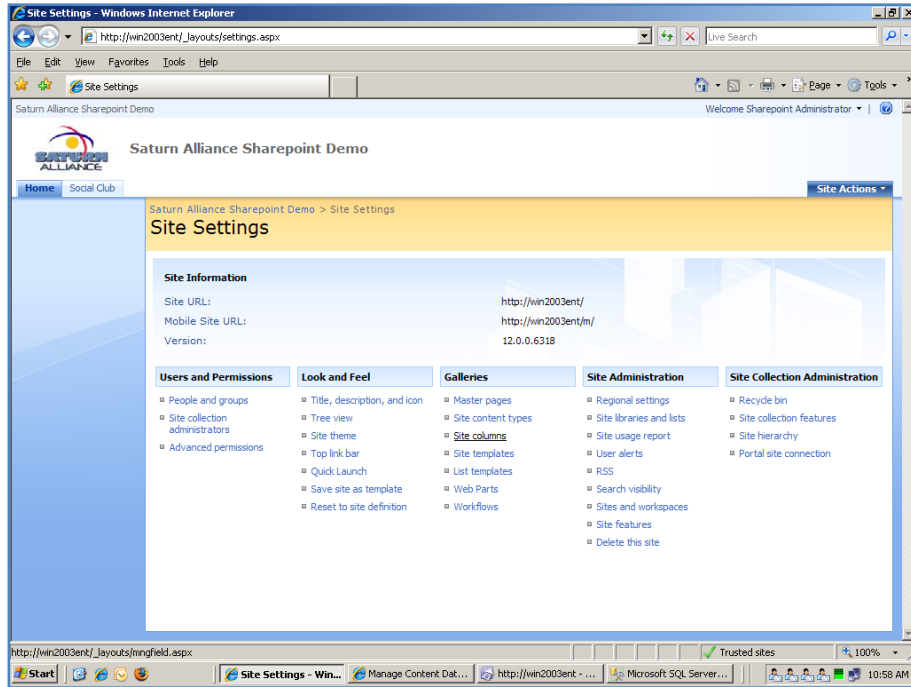 Site Settings - Windows Internet Explorer
http://win2003ent/_layouts/settings.aspx
Live Search
File Edit View Favorites Tools Help
Site Settings
Page Tools
Saturn Alliance Sharepoint Demo
Welcome Sharepoint Administrator
SATURN ALLIANCE
Saturn Alliance Sharepoint Demo
Home Social Club
Site Actions
Saturn Alliance Sharepoint Demo > Site Settings
Site Settings
Site Information
Site URL: http://win2003ent/
Mobile Site URL: http://win2003ent/m/
Version: 12.0.0.6318
Users and Permissions
People and groups
Site collection administrators
Advanced permissions
Look and Feel
Title, description, and icon
Tree view
Site theme
Top link bar
Quick Launch
Save site as template
Reset to site definition
Galleries
Master pages
Site content types
Site columns
Site templates
List templates
Web Parts
Workflows
Site Administration
Regional settings
Site libraries and lists
Site usage report
User alerts
RSS
Search visibility
Sites and workspaces
Site features
Delete this site
Site Collection Administration
Recycle bin
Site collection features
Site hierarchy
Portal site connection
http://win2003ent/_layouts/mngfield.aspx
Trusted sites
100%
Start
Site Settings - Win...
Manage Content Dat...
http://win2003ent - ...
Microsoft SQL Server...
10:58 AM